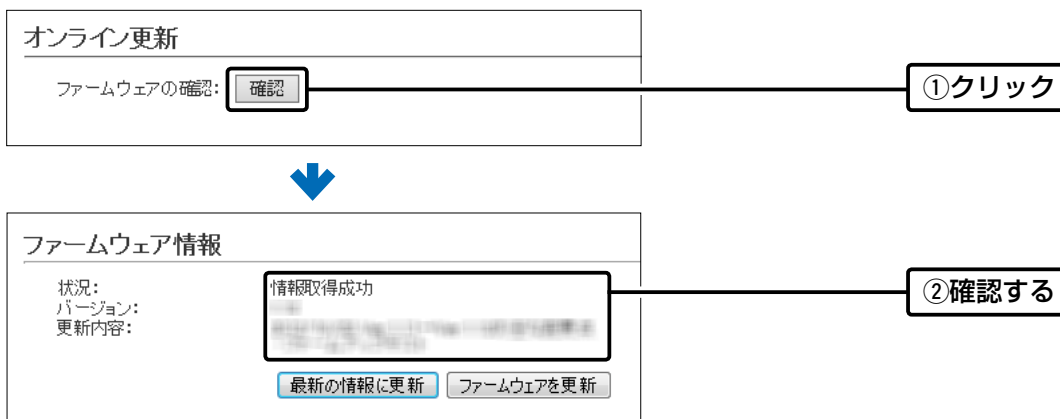 オンライン更新
ファームウェアの確認: 確認
①クリック
ファームウェア情報
状況: 情報取得成功
バージョン:
更新内容:
②確認する
最新の情報に更新 ファームウェアを更新